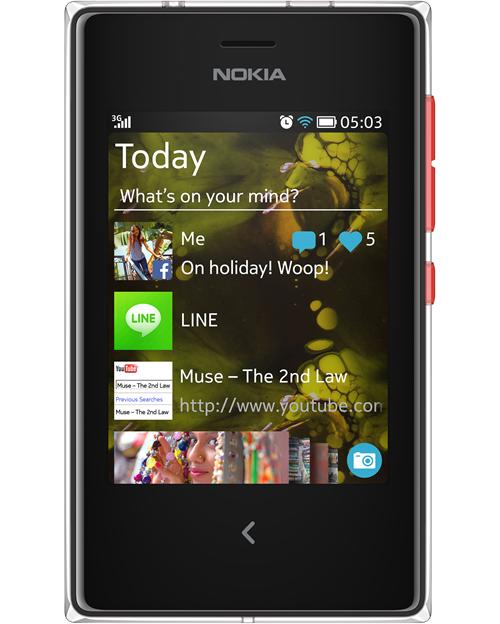 NOKIA
3G 05:03
Today
What's on your mind?
Me 1 5
On holiday! Woop!
LINE
LINE
YouTube
Muse – The 2nd Law
Previous Searches
Muse – The 2nd Law
Muse – The 2nd Law
http://www.youtube.com